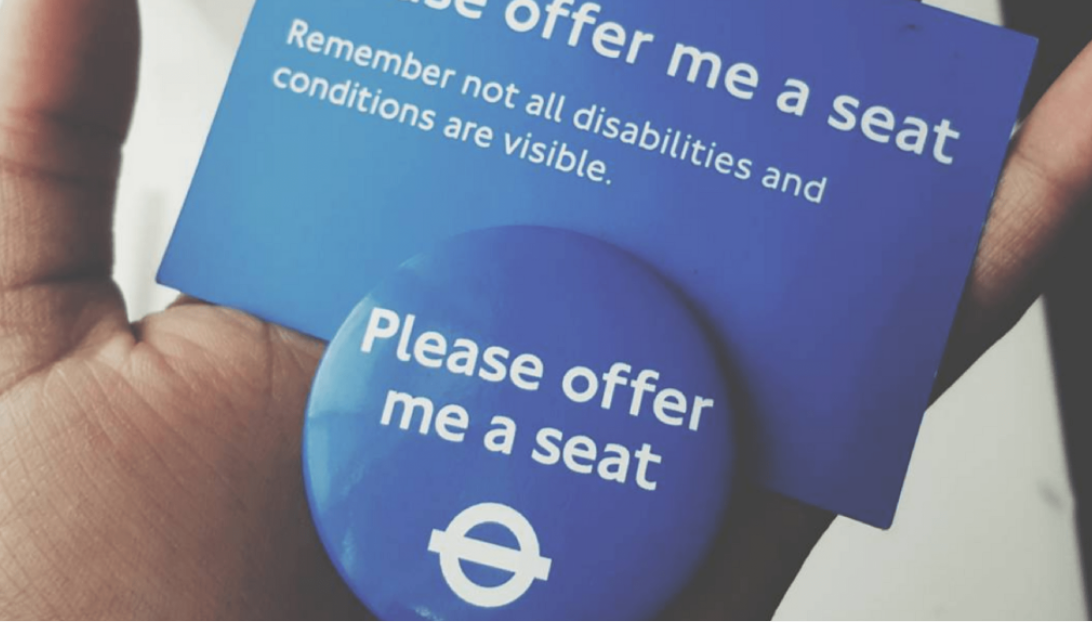 offer me a seat
Remember not all disabilities and
conditions are visible.
Please offer
me a seat